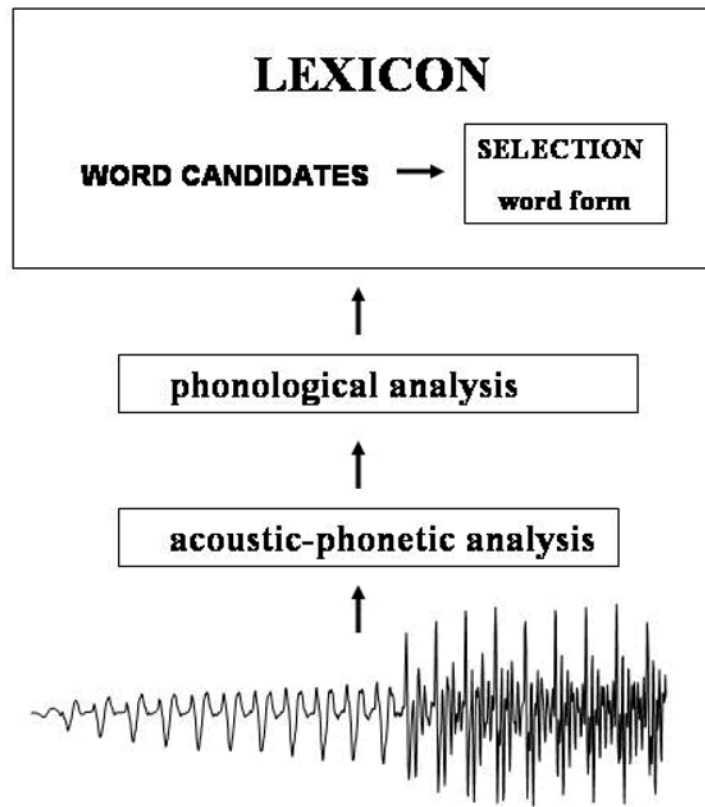 LEXICON
WORD CANDIDATES
SELECTION
word form
phonological analysis
acoustic-phonetic analysis